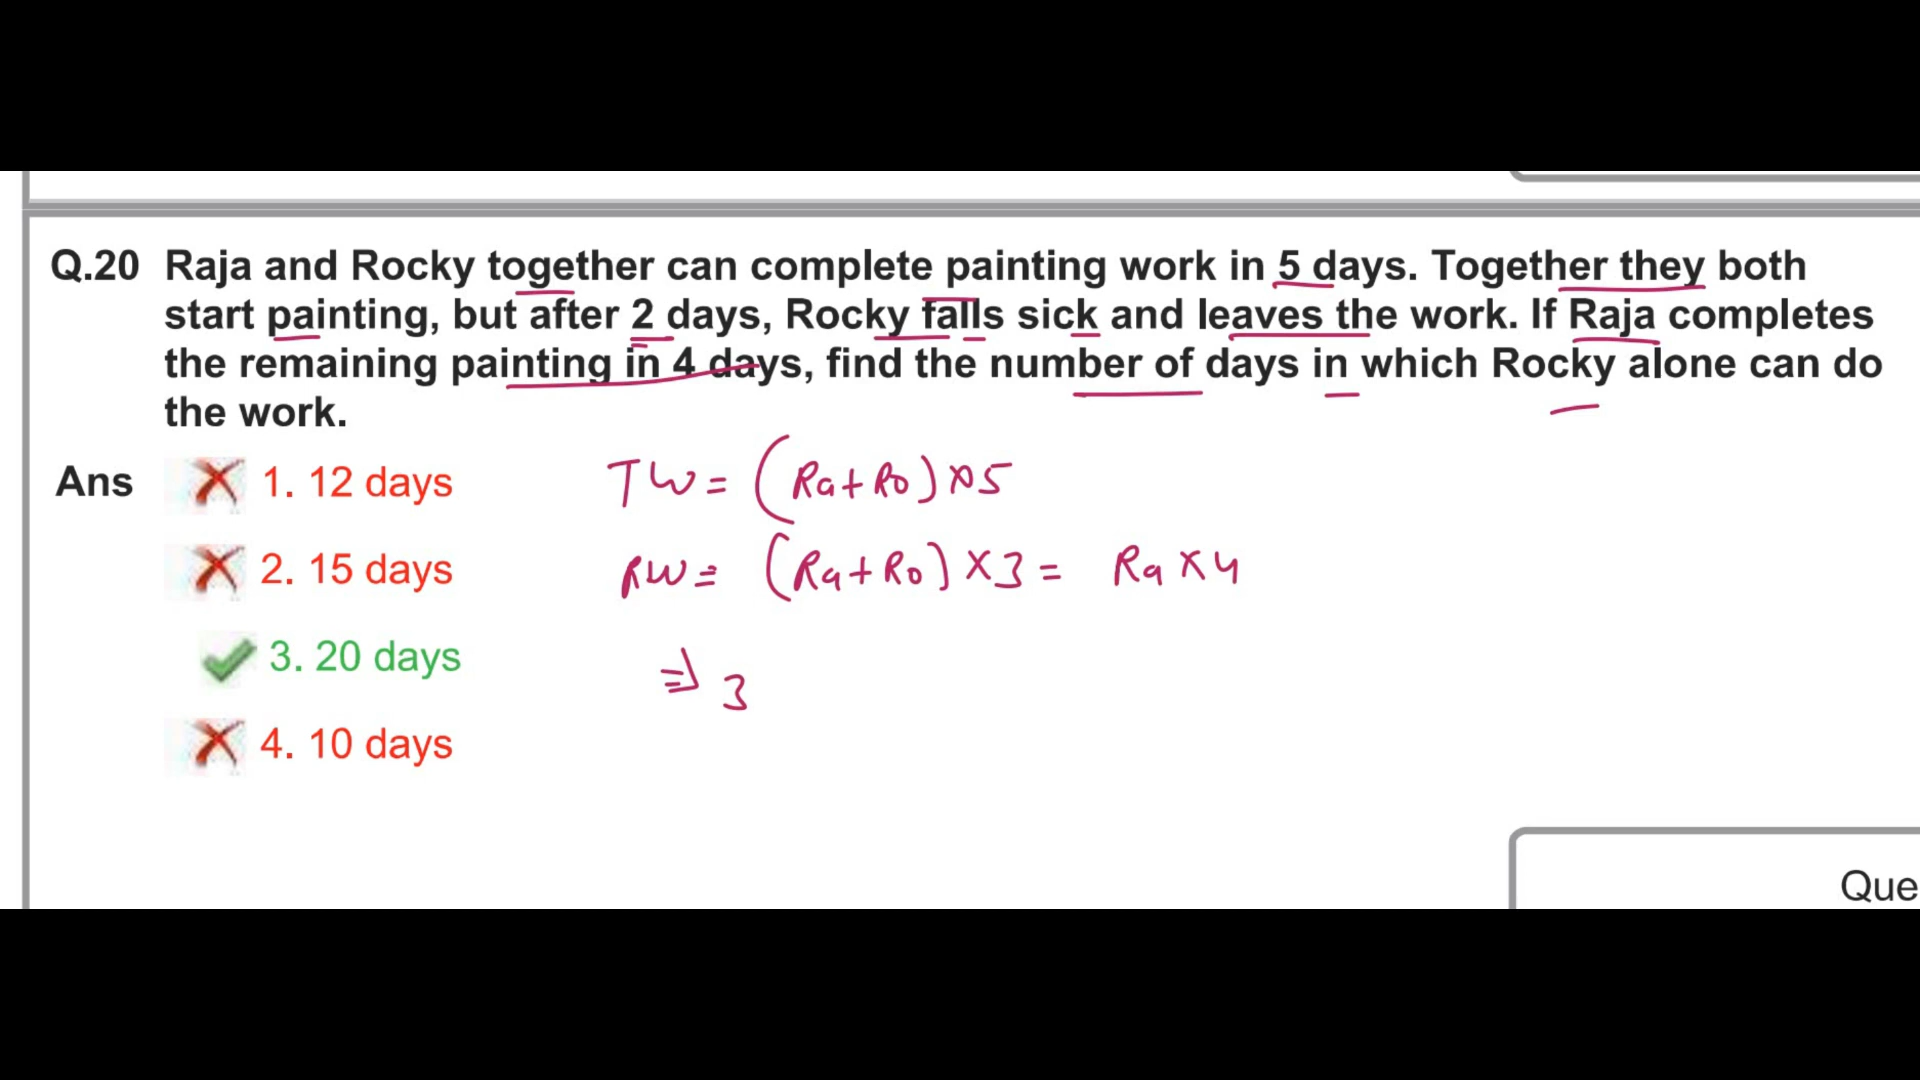 Q.20 Raja and Rocky together can complete painting work in 5 days. Together they both
start painting, but after 2 days, Rocky falls sick and leaves the work. If Raja completes
the remaining painting in 4 days, find the number of days in which Rocky alone can do
the work.
Ans 1. 12 days
2. 15 days
3. 20 days
4. 10 days
TW = (Ra+Ro)×5
RW = (Ra+Ro)×3 = Ra×4
⇒ 3
Que